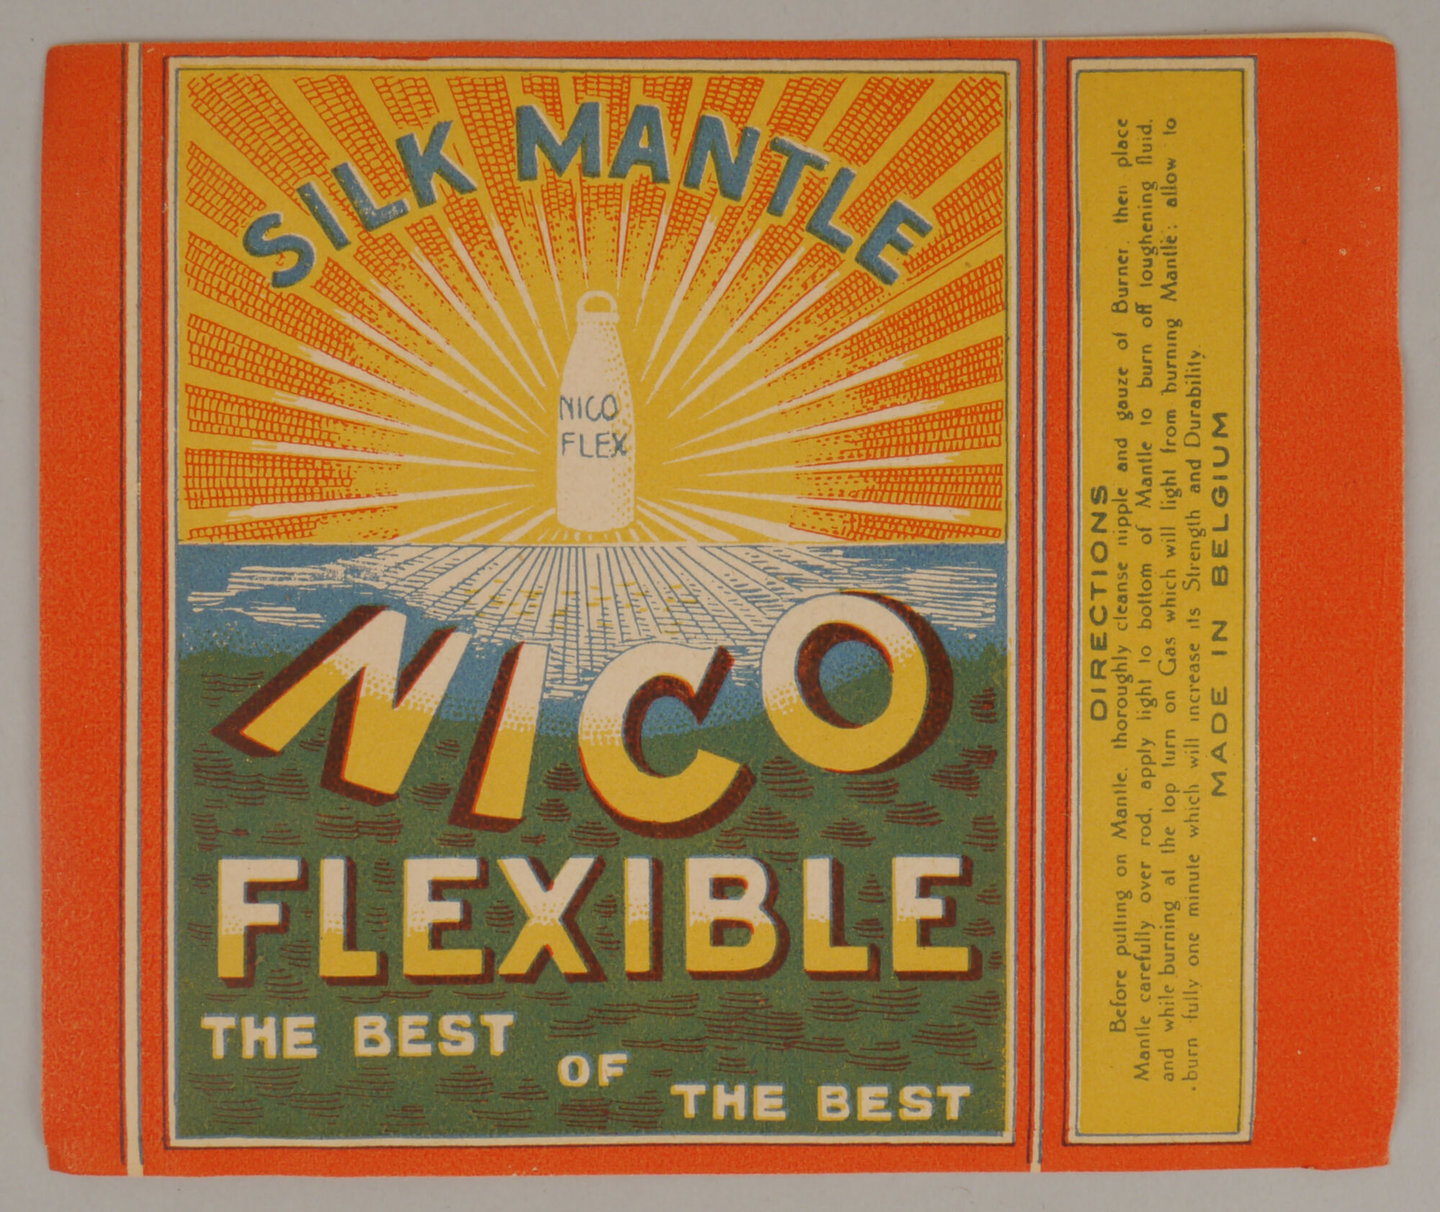 SILK MANTLE
NICO
FLEX
NICO
FLEXIBLE
THE BEST
OF
THE BEST
DIRECTIONS
Before pulling on Mantle, thoroughly cleanse nipple and gauze of Burner, then place
Mantle carefully over rod, apply light to bottom of Mantle to burn off toughening fluid,
and while burning at the top turn on Gas which will light from burning Mantle; allow to
burn fully one minute which will increase its Strength and Durability.
MADE IN BELGIUM